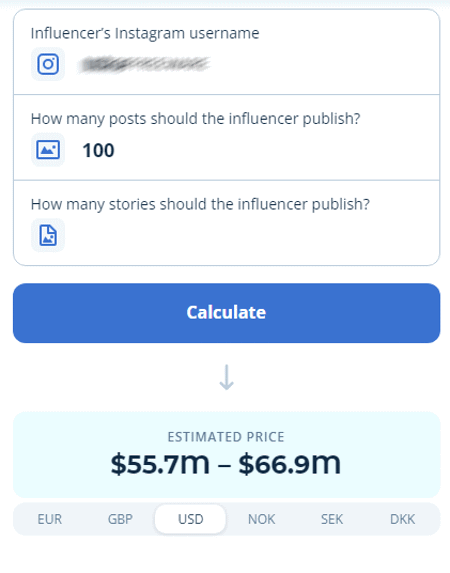 Influencer’s Instagram username
How many posts should the influencer publish?
100
How many stories should the influencer publish?
Calculate
ESTIMATED PRICE
$55.7M – $66.9M
EUR GBP USD NOK SEK DKK